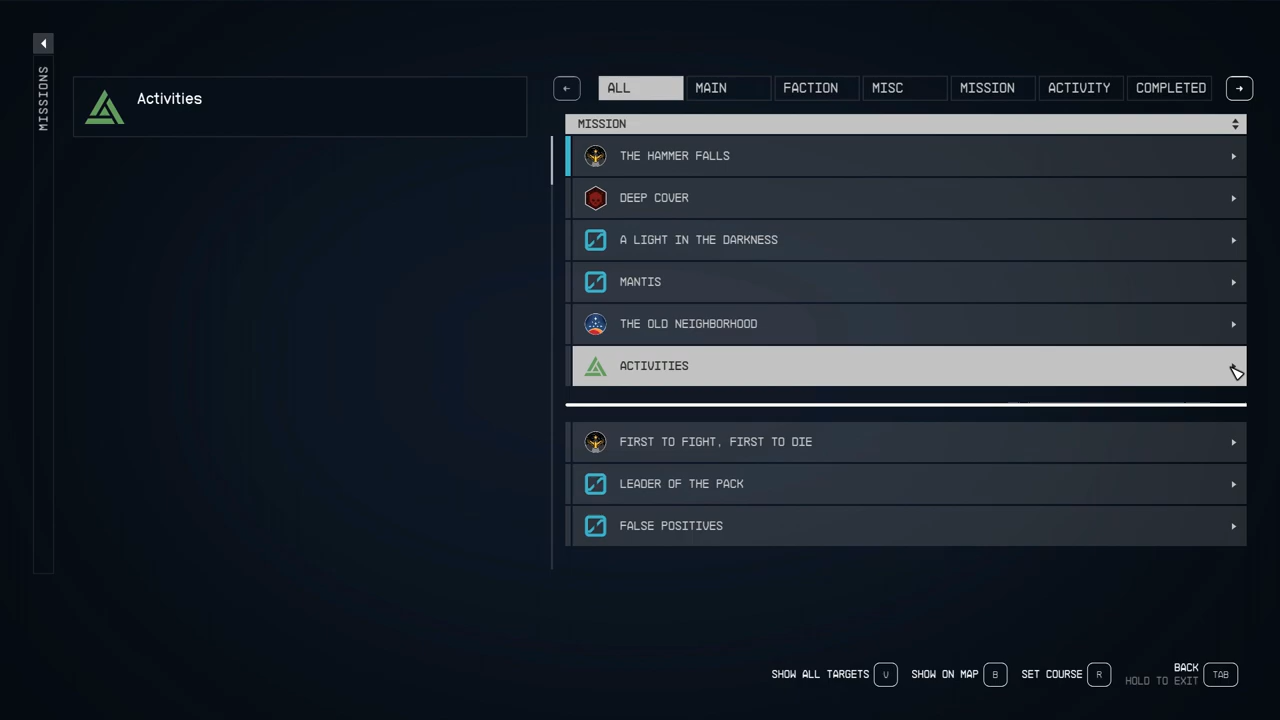 MISSIONS
Activities
ALL
MAIN
FACTION
MISC
MISSION
ACTIVITY
COMPLETED
MISSION
THE HAMMER FALLS
DEEP COVER
A LIGHT IN THE DARKNESS
MANTIS
THE OLD NEIGHBORHOOD
ACTIVITIES
FIRST TO FIGHT, FIRST TO DIE
LEADER OF THE PACK
FALSE POSITIVES
SHOW ALL TARGETS V
SHOW ON MAP B
SET COURSE R
BACK
HOLD TO EXIT
TAB